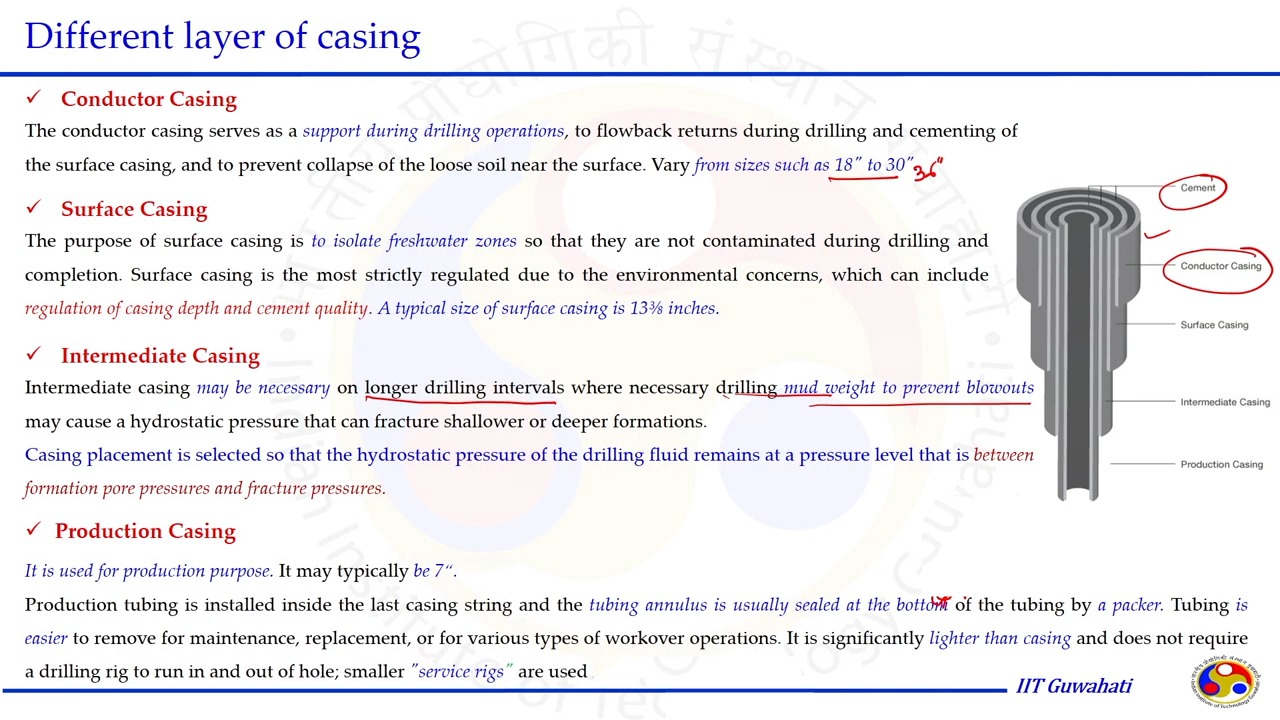 Different layer of casing
✓ Conductor Casing
The conductor casing serves as a support during drilling operations, to flowback returns during drilling and cementing of
the surface casing, and to prevent collapse of the loose soil near the surface. Vary from sizes such as 18" to 30" 36"
✓ Surface Casing
The purpose of surface casing is to isolate freshwater zones so that they are not contaminated during drilling and
completion. Surface casing is the most strictly regulated due to the environmental concerns, which can include
regulation of casing depth and cement quality. A typical size of surface casing is 13⅜ inches.
✓ Intermediate Casing
Intermediate casing may be necessary on longer drilling intervals where necessary drilling mud weight to prevent blowouts
may cause a hydrostatic pressure that can fracture shallower or deeper formations.
Casing placement is selected so that the hydrostatic pressure of the drilling fluid remains at a pressure level that is between
formation pore pressures and fracture pressures.
✓ Production Casing
It is used for production purpose. It may typically be 7“.
Production tubing is installed inside the last casing string and the tubing annulus is usually sealed at the bottom of the tubing by a packer. Tubing is
easier to remove for maintenance, replacement, or for various types of workover operations. It is significantly lighter than casing and does not require
a drilling rig to run in and out of hole; smaller "service rigs" are used
Cement
Conductor Casing
Surface Casing
Intermediate Casing
Production Casing
IIT Guwahati